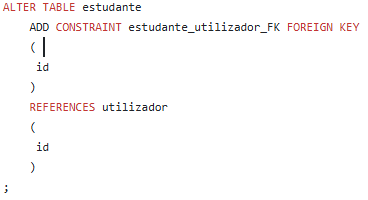 ALTER TABLE estudante
ADD CONSTRAINT estudante_utilizador_FK FOREIGN KEY
(
id
)
REFERENCES utilizador
(
id
)
;